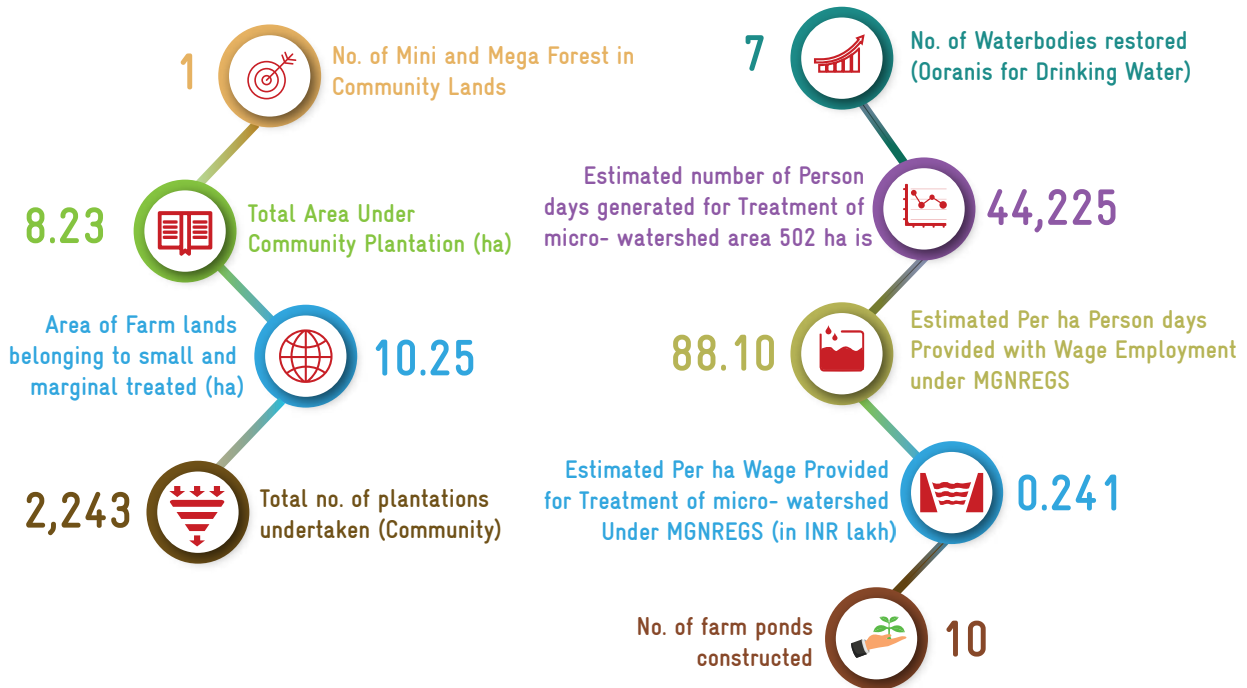 1
No. of Mini and Mega Forest in
Community Lands
8.23
Total Area Under
Community Plantation (ha)
Area of Farm lands
belonging to small and
marginal treated (ha)
10.25
2,243
Total no. of plantations
undertaken (Community)
7
No. of Waterbodies restored
(Ooranis for Drinking Water)
Estimated number of Person
days generated for Treatment of
micro- watershed area 502 ha is
44,225
88.10
Estimated Per ha Person days
Provided with Wage Employment
under MGNREGS
Estimated Per ha Wage Provided
for Treatment of micro- watershed
Under MGNREGS (in INR lakh)
0.241
No. of farm ponds
constructed
10